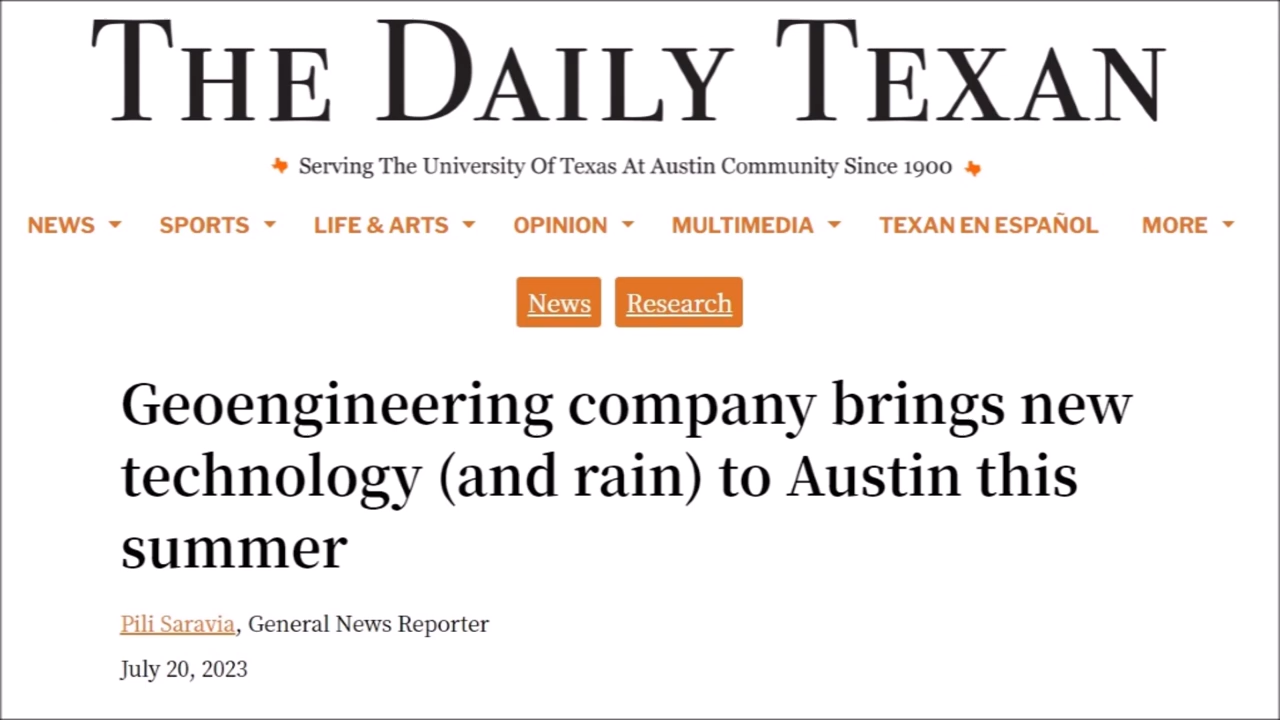 THE DAILY TEXAN
Serving The University Of Texas At Austin Community Since 1900
NEWS SPORTS LIFE & ARTS OPINION MULTIMEDIA TEXAN EN ESPAÑOL MORE
News Research
Geoengineering company brings new
technology (and rain) to Austin this
summer
Pili Saravia, General News Reporter
July 20, 2023